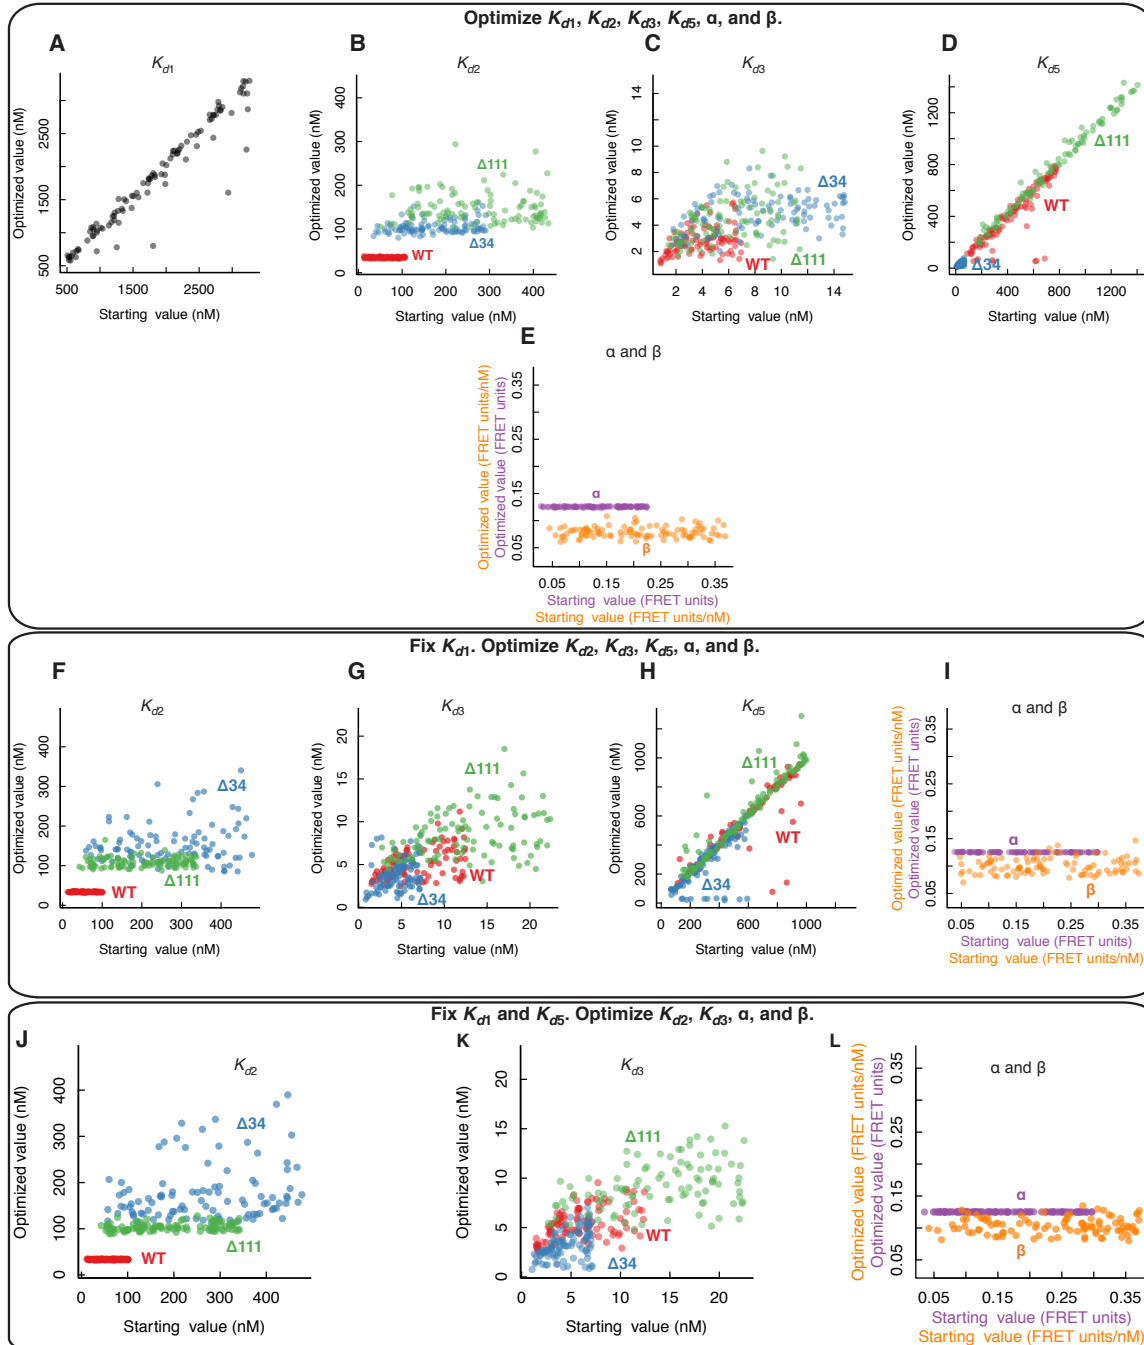 Optimize Kd1, Kd2, Kd3, Kd5, α, and β.
A
Kd1
Optimized value (nM)
500 1500 2500
500 1500 2500
Starting value (nM)
B
Kd2
Optimized value (nM)
0 100 200 300 400
Δ111
Δ34
WT
0 100 200 300 400
Starting value (nM)
C
Kd3
Optimized value (nM)
2 4 6 8 10 14
Δ34
WT
Δ111
2 4 6 8 10 14
Starting value (nM)
D
Kd5
Optimized value (nM)
0 400 800 1200
Δ111
WT
Δ34
0 400 800 1200
Starting value (nM)
E
α and β
Optimized value (FRET units/nM)
Optimized value (FRET units)
0.05 0.15 0.25 0.35
α
β
0.05 0.15 0.25 0.35
Starting value (FRET units)
Starting value (FRET units/nM)
Fix Kd1. Optimize Kd2, Kd3, Kd5, α, and β.
F
Kd2
Optimized value (nM)
0 100 200 300 400
Δ34
Δ111
WT
0 100 200 300 400
Starting value (nM)
G
Kd3
Optimized value (nM)
0 5 10 15 20
Δ111
WT
Δ34
0 5 10 15 20
Starting value (nM)
H
Kd5
Optimized value (nM)
0 200 600 1000
Δ111
WT
Δ34
0 200 600 1000
Starting value (nM)
I
α and β
Optimized value (FRET units/nM)
Optimized value (FRET units)
0.05 0.15 0.25 0.35
α
β
0.05 0.15 0.25 0.35
Starting value (FRET units)
Starting value (FRET units/nM)
Fix Kd1 and Kd5. Optimize Kd2, Kd3, α, and β.
J
Kd2
Optimized value (nM)
0 100 200 300 400
Δ34
Δ111
WT
0 100 200 300 400
Starting value (nM)
K
Kd3
Optimized value (nM)
0 5 10 15 20
Δ111
WT
Δ34
0 5 10 15 20
Starting value (nM)
L
α and β
Optimized value (FRET units/nM)
Optimized value (FRET units)
0.05 0.15 0.25 0.35
α
β
0.05 0.15 0.25 0.35
Starting value (FRET units)
Starting value (FRET units/nM)